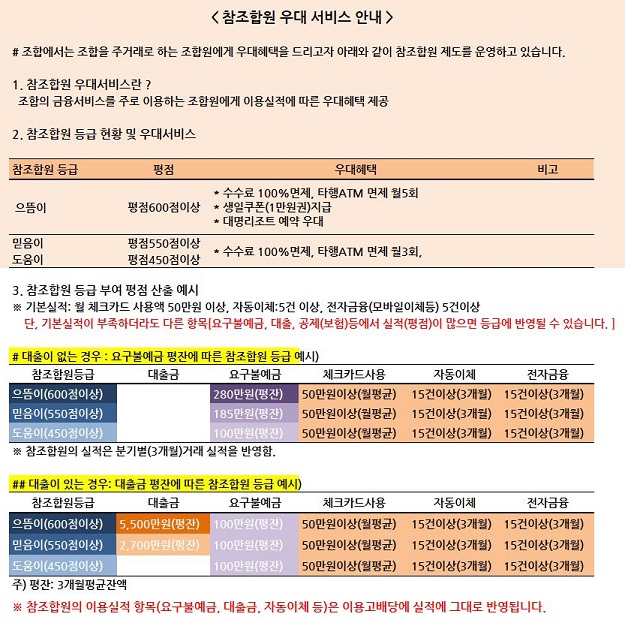 < 참조합원 우대 서비스 안내 >
# 조합에서는 조합을 주거래로 하는 조합원에게 우대혜택을 드리고자 아래와 같이 참조합원 제도를 운영하고 있습니다.
1. 참조합원 우대서비스란 ?
조합의 금융서비스를 주로 이용하는 조합원에게 이용실적에 따른 우대혜택 제공
2. 참조합원 등급 현황 및 우대서비스
참조합원 등급 평점 우대혜택 비고
으뜸이 평점600점이상 * 수수료 100%면제, 타행ATM 면제 월5회
* 생일쿠폰(1만원권)지급
* 대명리조트 예약 우대
믿음이 평점550점이상
도움이 평점450점이상 * 수수료 100%면제, 타행ATM 면제 월3회,
3. 참조합원 등급 부여 평점 산출 예시
※ 기본실적: 월 체크카드 사용액 50만원 이상, 자동이체:5건 이상, 전자금융(모바일이체등) 5건이상
단, 기본실적이 부족하더라도 다른 항목[요구불예금, 대출, 공제(보험)등에서 실적(평점)이 많으면 등급에 반영될 수 있습니다. ]
# 대출이 없는 경우 : 요구불예금 평잔에 따른 참조합원 등급 예시)
참조합원등급 대출금 요구불예금 체크카드사용 자동이체 전자금융
으뜸이(600점이상) 280만원(평잔) 50만원이상(월평균) 15건이상(3개월) 15건이상(3개월)
믿음이(550점이상) 185만원(평잔) 50만원이상(월평균) 15건이상(3개월) 15건이상(3개월)
도움이(450점이상) 100만원(평잔) 50만원이상(월평균) 15건이상(3개월) 15건이상(3개월)
※ 참조합원의 실적은 분기별(3개월)거래 실적을 반영함.
## 대출이 있는 경우: 대출금 평잔에 따른 참조합원 등급 예시)
참조합원등급 대출금 요구불예금 체크카드사용 자동이체 전자금융
으뜸이(600점이상) 5,500만원(평잔) 100만원(평잔) 50만원이상(월평균) 15건이상(3개월) 15건이상(3개월)
믿음이(550점이상) 2,700만원(평잔) 100만원(평잔) 50만원이상(월평균) 15건이상(3개월) 15건이상(3개월)
도움이(450점이상) 100만원(평잔) 50만원이상(월평균) 15건이상(3개월) 15건이상(3개월)
주) 평잔: 3개월평균잔액
※ 참조합원의 이용실적 항목(요구불예금, 대출금, 자동이체 등)은 이용고배당에 실적에 그대로 반영됩니다.